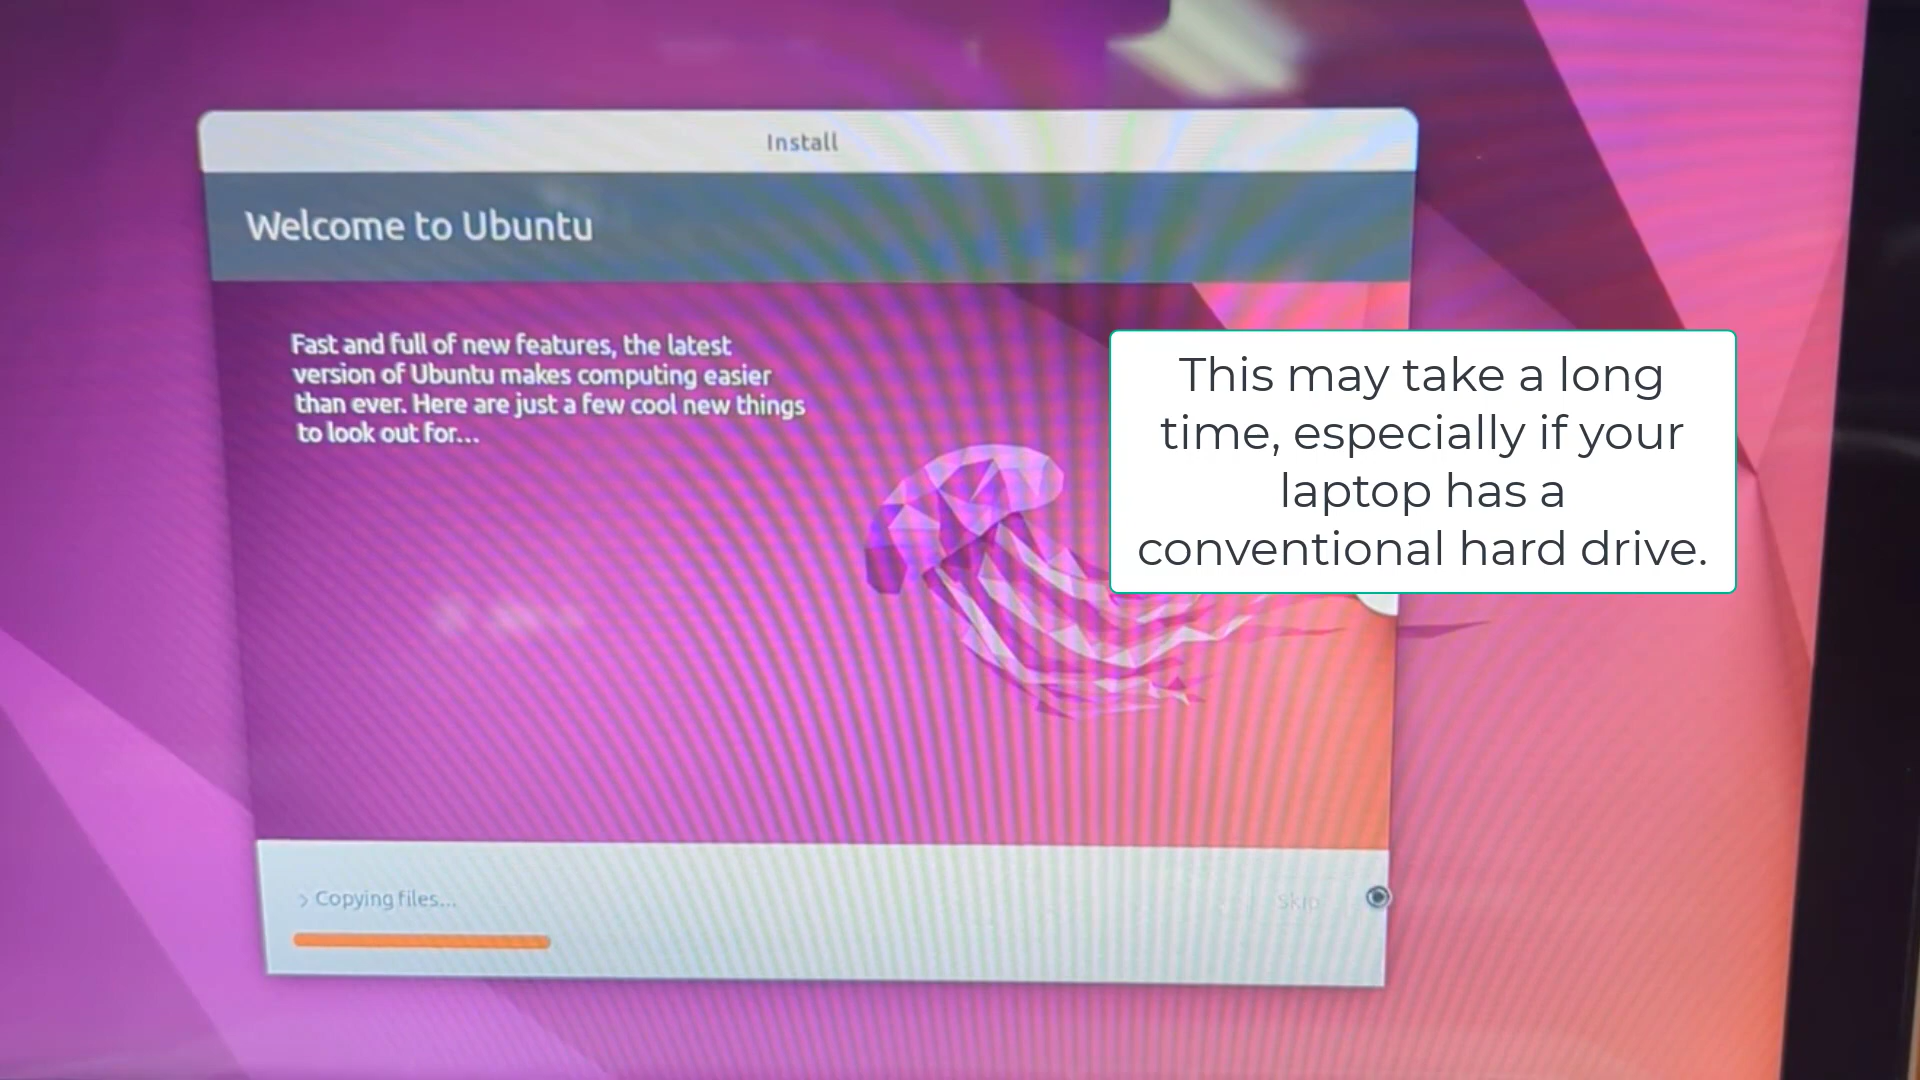 Install
Welcome to Ubuntu
Fast and full of new features, the latest
version of Ubuntu makes computing easier
than ever. Here are just a few cool new things
to look out for...
This may take a long
time, especially if your
laptop has a
conventional hard drive.
> Copying files...
Skip